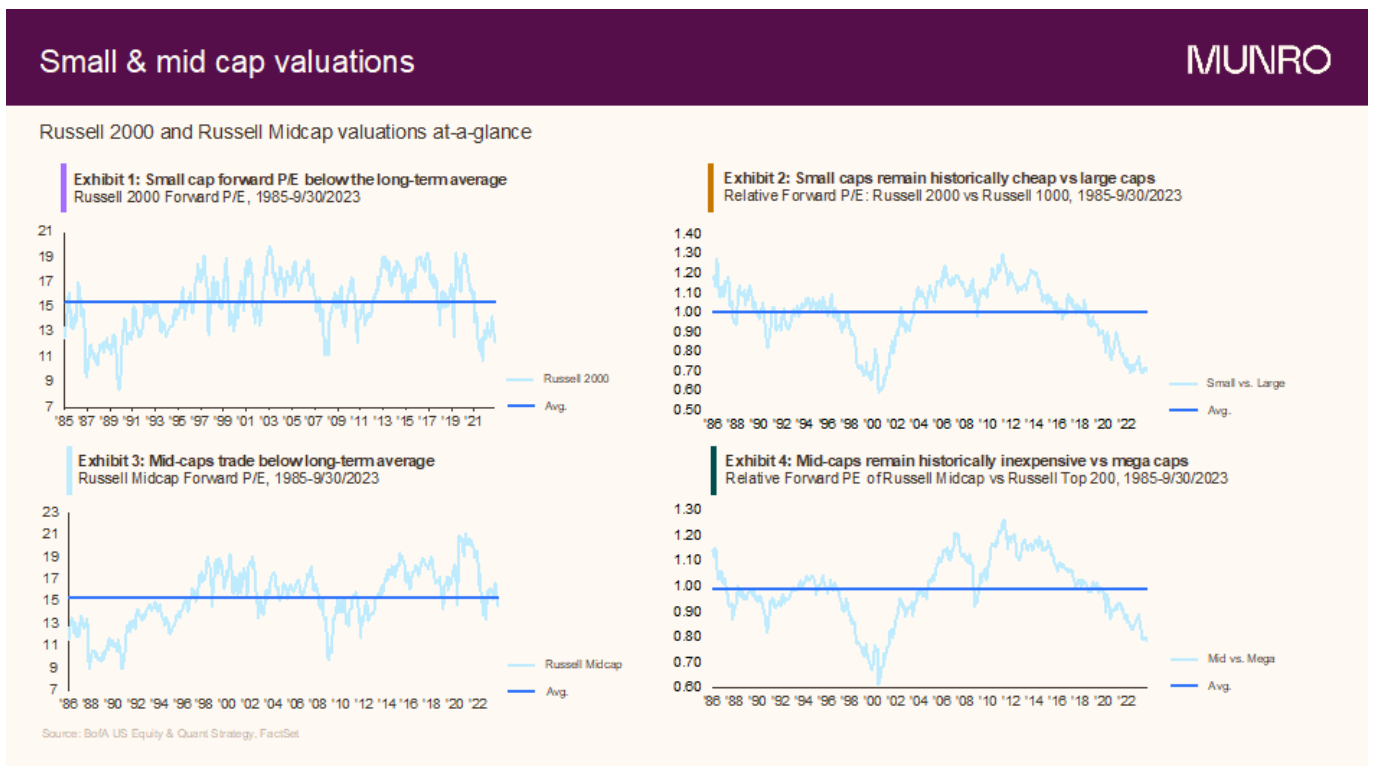 Small & mid cap valuations
MUNRO
Russell 2000 and Russell Midcap valuations at-a-glance
Exhibit 1: Small cap forward P/E below the long-term average
Russell 2000 Forward P/E, 1985-9/30/2023
21
19
17
15
13
11
9
7
'85 '87 '89 '91 '93 '95 '97 '99 '01 '03 '05 '07 '09 '11 '13 '15 '17 '19 '21
Russell 2000
Avg.
Exhibit 2: Small caps remain historically cheap vs large caps
Relative Forward P/E: Russell 2000 vs Russell 1000, 1985-9/30/2023
1.40
1.30
1.20
1.10
1.00
0.90
0.80
0.70
0.60
0.50
'86 '88 '90 '92 '94 '96 '98 '00 '02 '04 '06 '08 '10 '12 '14 '16 '18 '20 '22
Small vs. Large
Avg.
Exhibit 3: Mid-caps trade below long-term average
Russell Midcap Forward P/E, 1985-9/30/2023
23
21
19
17
15
13
11
9
7
'86 '88 '90 '92 '94 '96 '98 '00 '02 '04 '06 '08 '10 '12 '14 '16 '18 '20 '22
Russell Midcap
Avg.
Exhibit 4: Mid-caps remain historically inexpensive vs mega caps
Relative Forward PE of Russell Midcap vs Russell Top 200, 1985-9/30/2023
1.30
1.20
1.10
1.00
0.90
0.80
0.70
0.60
'86 '88 '90 '92 '94 '96 '98 '00 '02 '04 '06 '08 '10 '12 '14 '16 '18 '20 '22
Mid vs. Mega
Avg.
Source: BofA US Equity & Quant Strategy, FactSet